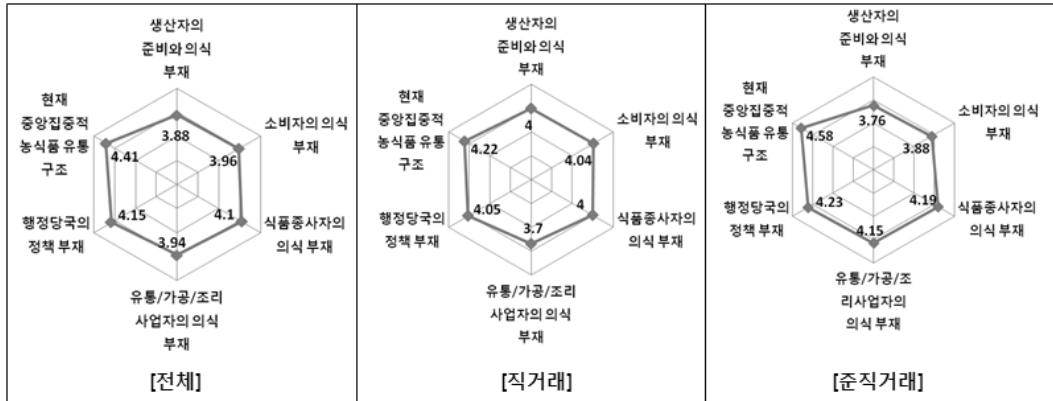 생산자의
준비와 의식
부재
3.88
소비자의 의식
부재
3.96
식품종사자의
의식 부재
4.1
유통/가공/조리
사업자의 의식
부재
3.94
행정당국의
정책 부재
4.15
현재
중앙집중적
농식품 유통
구조
4.41
[전체]
생산자의
준비와 의식
부재
4
소비자의 의식
부재
4.04
식품종사자의
의식 부재
4
유통/가공/조리
사업자의 의식
부재
3.7
행정당국의
정책 부재
4.05
현재
중앙집중적
농식품 유통
구조
4.22
[직거래]
생산자의
준비와 의식
부재
3.76
소비자의 의식
부재
3.88
식품종사자의
의식 부재
4.19
유통/가공/조
리사업자의
의식 부재
4.15
행정당국의
정책 부재
4.23
현재
중앙집중적
농식품 유통
구조
4.58
[준직거래]